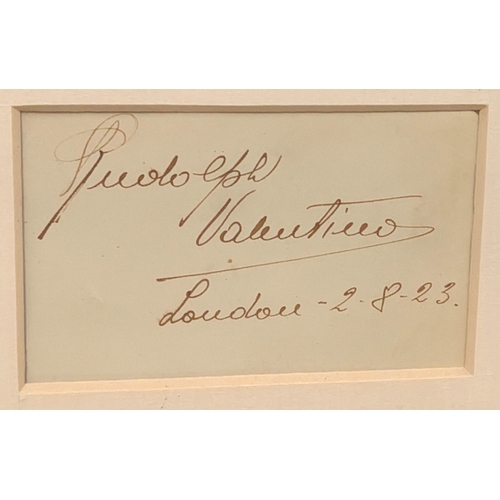 Rudolph
Valentino
London - 2-8-23.